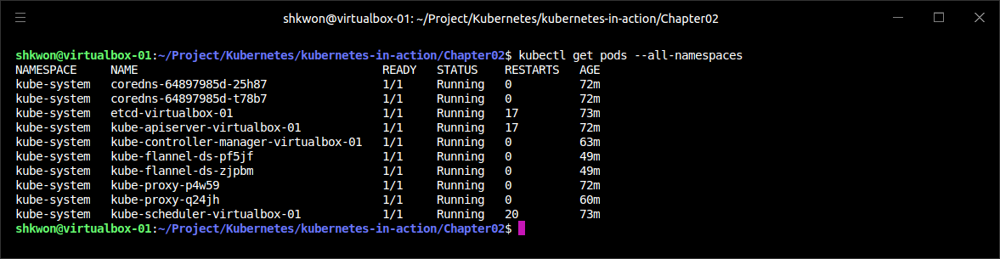 shkwon@virtualbox-01: ~/Project/Kubernetes/kubernetes-in-action/Chapter02
shkwon@virtualbox-01:~/Project/Kubernetes/kubernetes-in-action/Chapter02$ kubectl get pods --all-namespaces
NAMESPACE     NAME                                    READY   STATUS    RESTARTS   AGE
kube-system   coredns-64897985d-25h87                 1/1     Running   0          72m
kube-system   coredns-64897985d-t78b7                 1/1     Running   0          72m
kube-system   etcd-virtualbox-01                      1/1     Running   17         73m
kube-system   kube-apiserver-virtualbox-01            1/1     Running   17         72m
kube-system   kube-controller-manager-virtualbox-01   1/1     Running   0          63m
kube-system   kube-flannel-ds-pf5jf                   1/1     Running   0          49m
kube-system   kube-flannel-ds-zjpbm                   1/1     Running   0          49m
kube-system   kube-proxy-p4w59                        1/1     Running   0          72m
kube-system   kube-proxy-q24jh                        1/1     Running   0          60m
kube-system   kube-scheduler-virtualbox-01            1/1     Running   20         73m
shkwon@virtualbox-01:~/Project/Kubernetes/kubernetes-in-action/Chapter02$